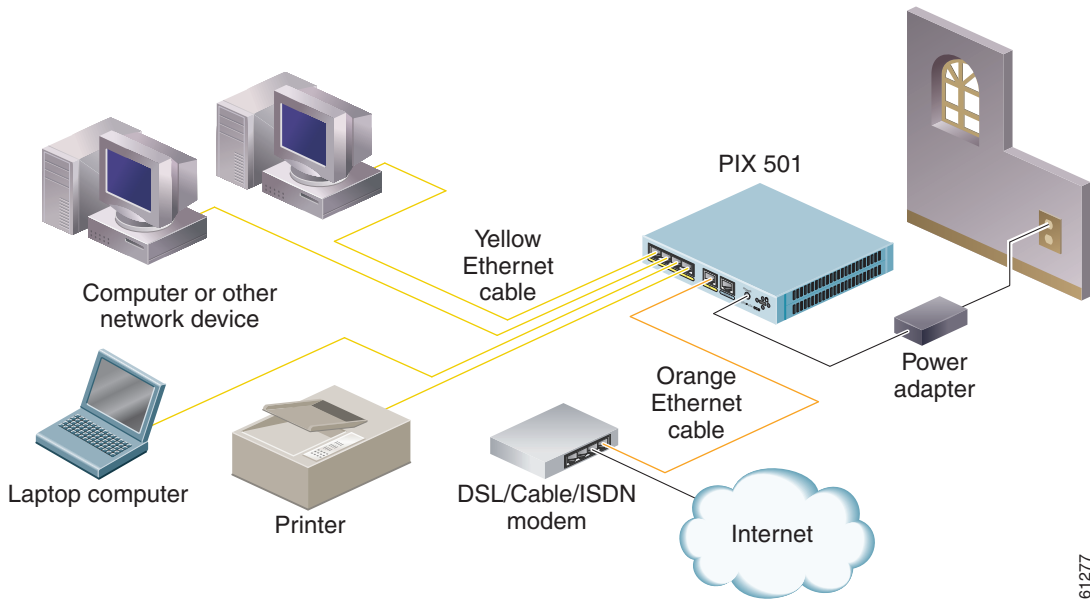 PIX 501
Yellow
Ethernet
cable
Computer or other
network device
Power
adapter
Orange
Ethernet
cable
Laptop computer
Printer
DSL/Cable/ISDN
modem
Internet
61277